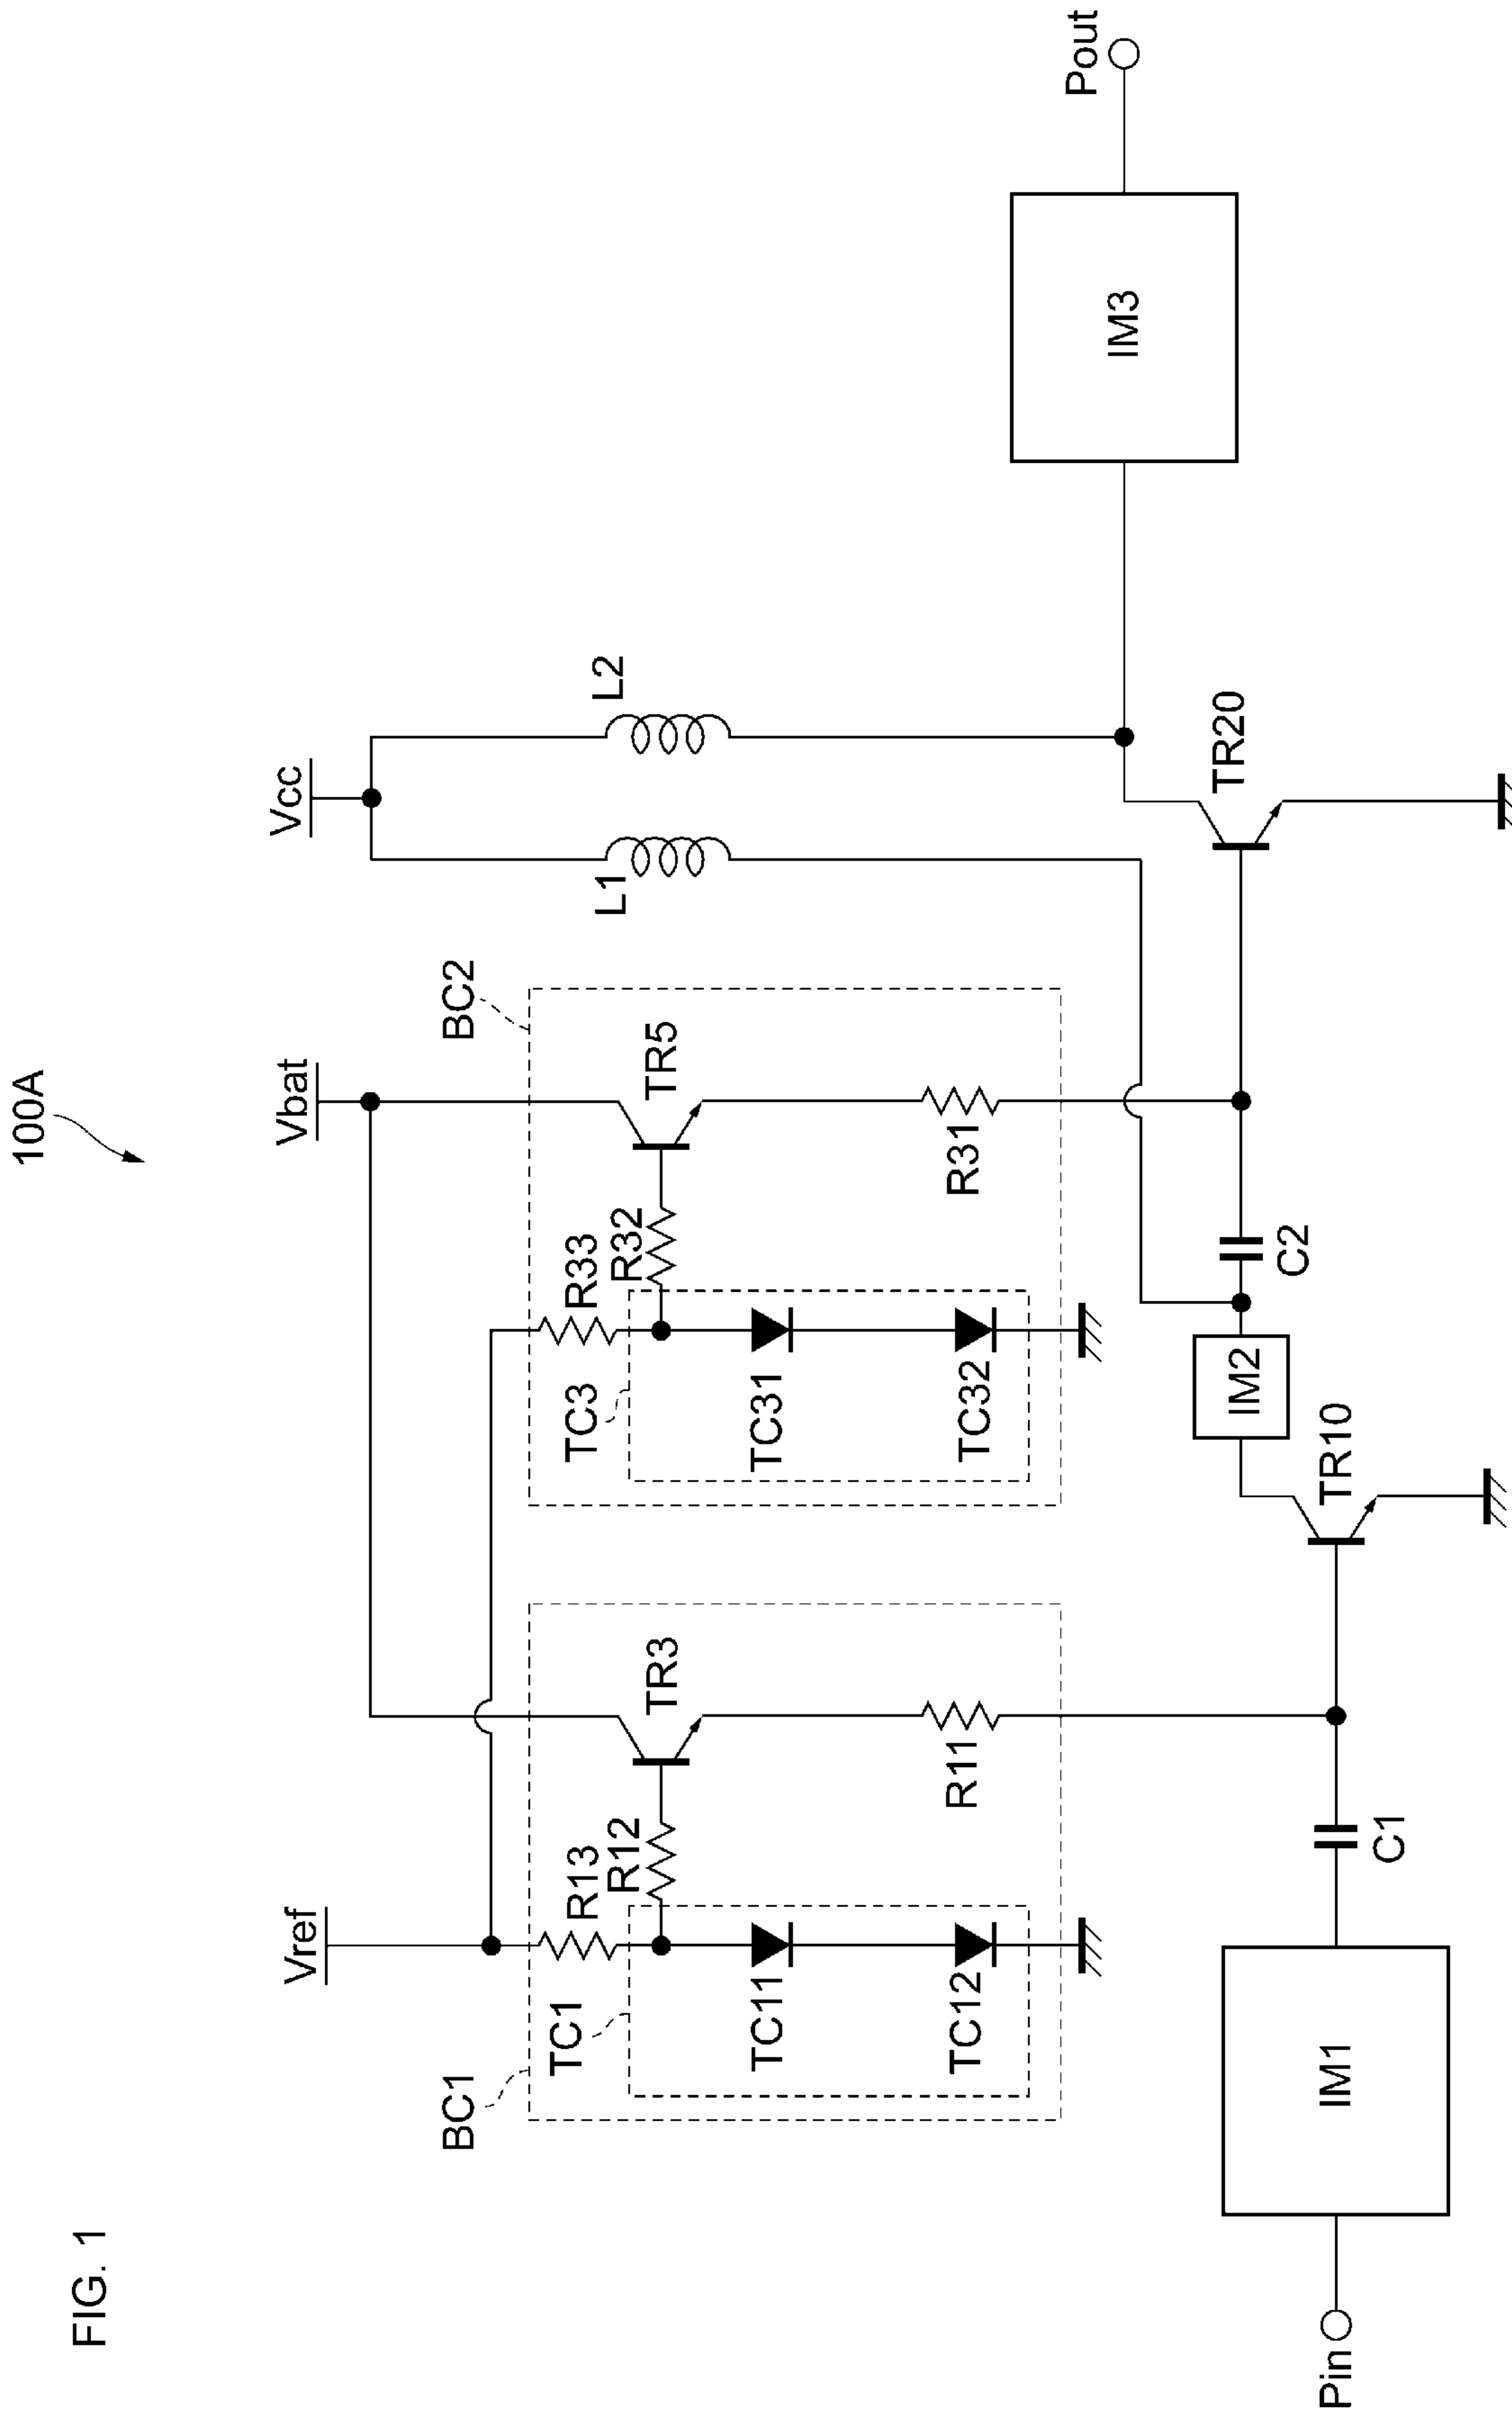 FIG. 1
100A
Vref
Vbat
Vcc
BC1
BC2
TC1
R13
R12
TR3
TC3
R33
R32
TR5
L1
L2
TC11
TC31
TC12
R11
TC32
R31
Pout
IM3
IM2
C2
TR20
Pin
IM1
C1
TR10